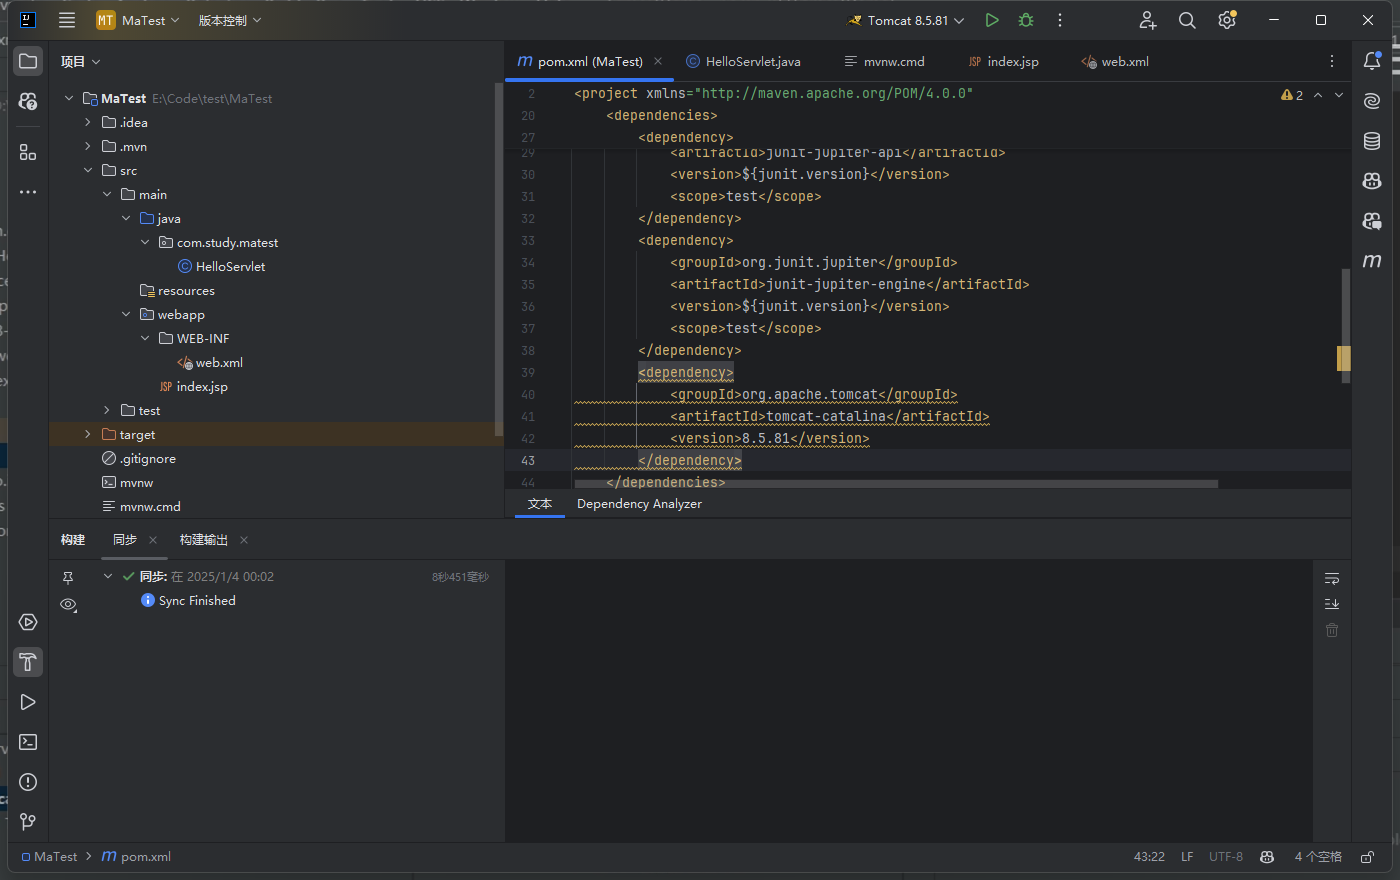 MT MaTest 版本控制 Tomcat 8.5.81
项目
MaTest E:\Code\test\MaTest
.idea
.mvn
src
main
java
com.study.matest
HelloServlet
resources
webapp
WEB-INF
web.xml
index.jsp
test
target
.gitignore
mvnw
mvnw.cmd
pom.xml (MaTest) HelloServlet.java mvnw.cmd index.jsp web.xml
2 <project xmlns="http://maven.apache.org/POM/4.0.0" 2
20 <dependencies>
27 <dependency>
29 <artifactId>junit-jupiter-api</artifactId>
30 <version>${junit.version}</version>
31 <scope>test</scope>
32 </dependency>
33 <dependency>
34 <groupId>org.junit.jupiter</groupId>
35 <artifactId>junit-jupiter-engine</artifactId>
36 <version>${junit.version}</version>
37 <scope>test</scope>
38 </dependency>
39 <dependency>
40 <groupId>org.apache.tomcat</groupId>
41 <artifactId>tomcat-catalina</artifactId>
42 <version>8.5.81</version>
43 </dependency>
44 </dependencies>
文本 Dependency Analyzer
构建 同步 构建输出
同步: 在 2025/1/4 00:02 8秒451毫秒
Sync Finished
MaTest pom.xml 43:22 LF UTF-8 4 个空格